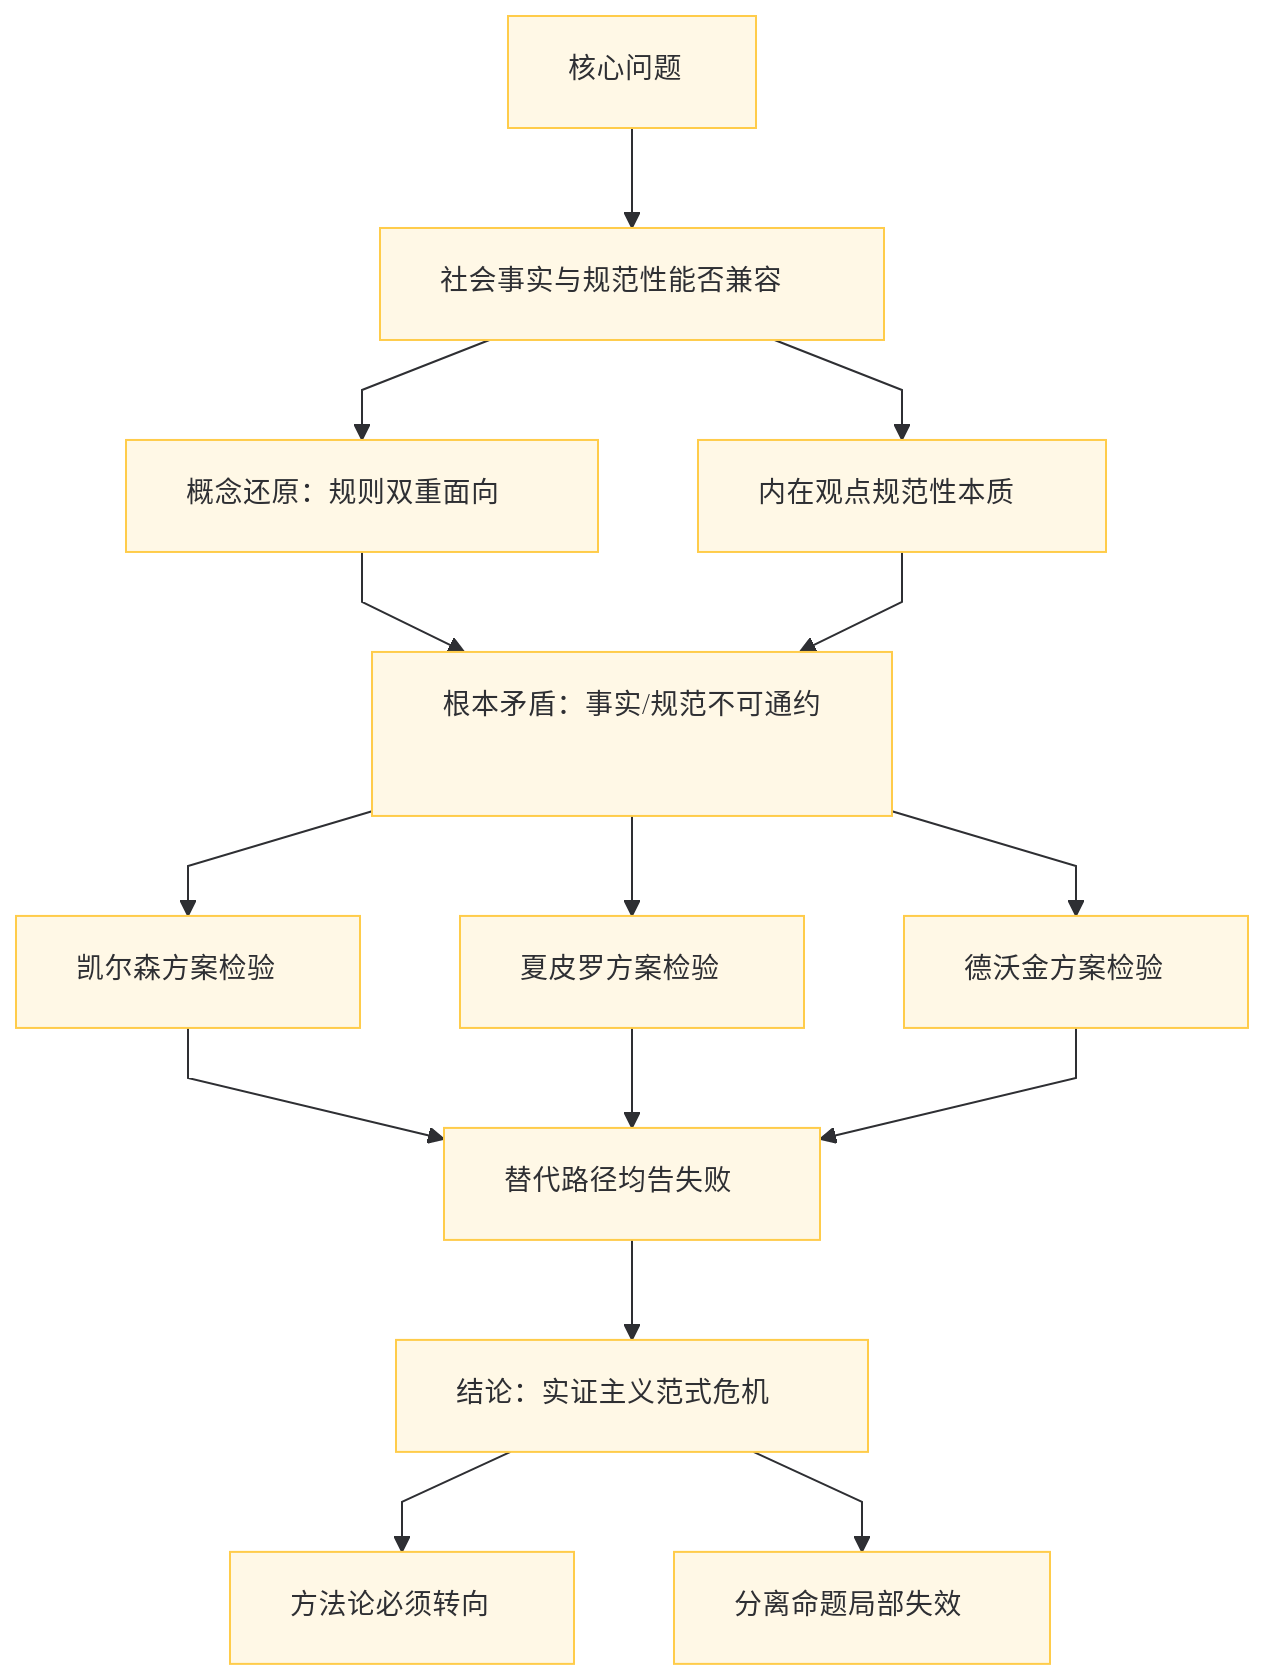 核心问题
社会事实与规范性能否兼容
概念还原：规则双重面向
内在观点规范性本质
根本矛盾：事实/规范不可通约
凯尔森方案检验
夏皮罗方案检验
德沃金方案检验
替代路径均告失败
结论：实证主义范式危机
方法论必须转向
分离命题局部失效